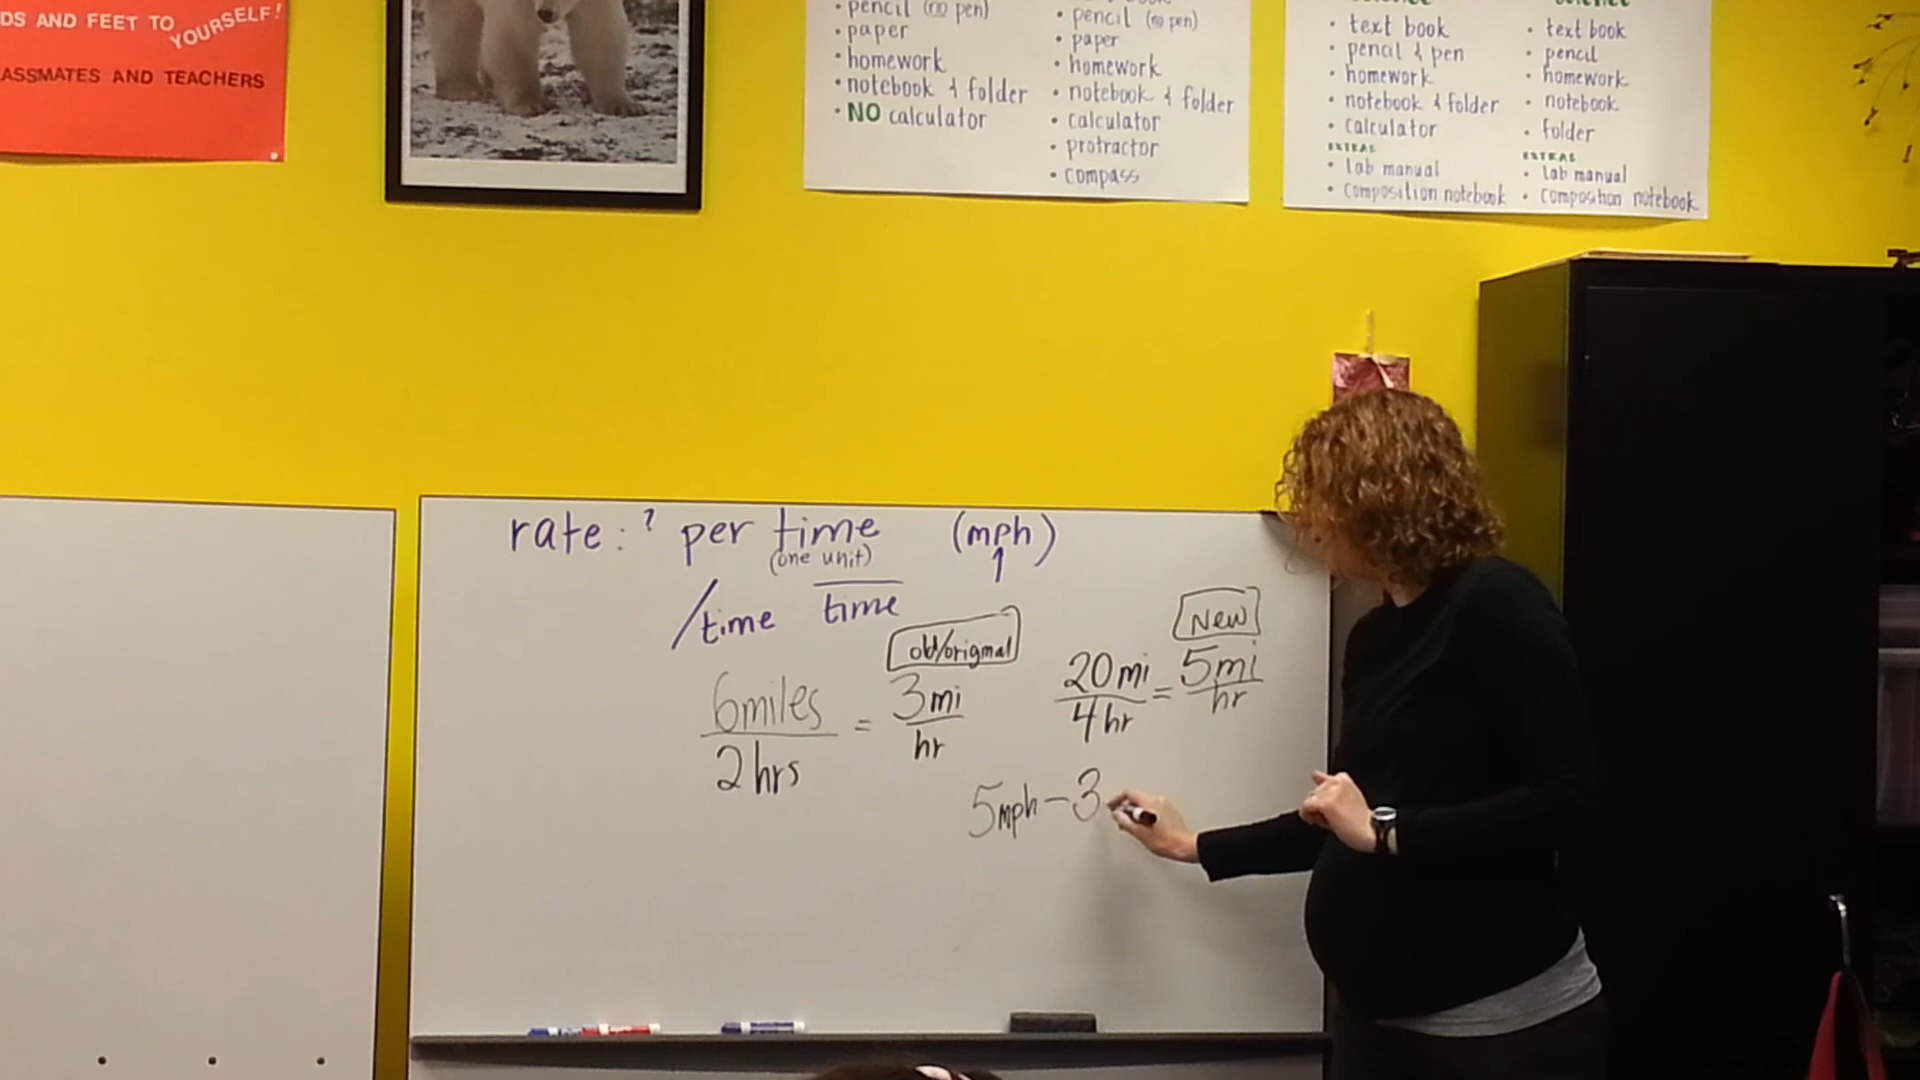 DS AND FEET TO YOURSELF!
ASSMATES AND TEACHERS
• pencil (no pen)
• paper
• homework
• notebook & folder
• NO calculator
• pencil (no pen)
• paper
• homework
• notebook & folder
• calculator
• protractor
• compass
• text book
• pencil & pen
• homework
• notebook & folder
• calculator
EXTRAS
• lab manual
• composition notebook
• text book
• pencil
• homework
• notebook
• folder
EXTRAS
• lab manual
• composition notebook
rate: ? per time (mph)
(one unit)
/time time
old/original
New
6miles = 3mi
2hrs hr
20mi = 5mi
4hr hr
5mph - 3